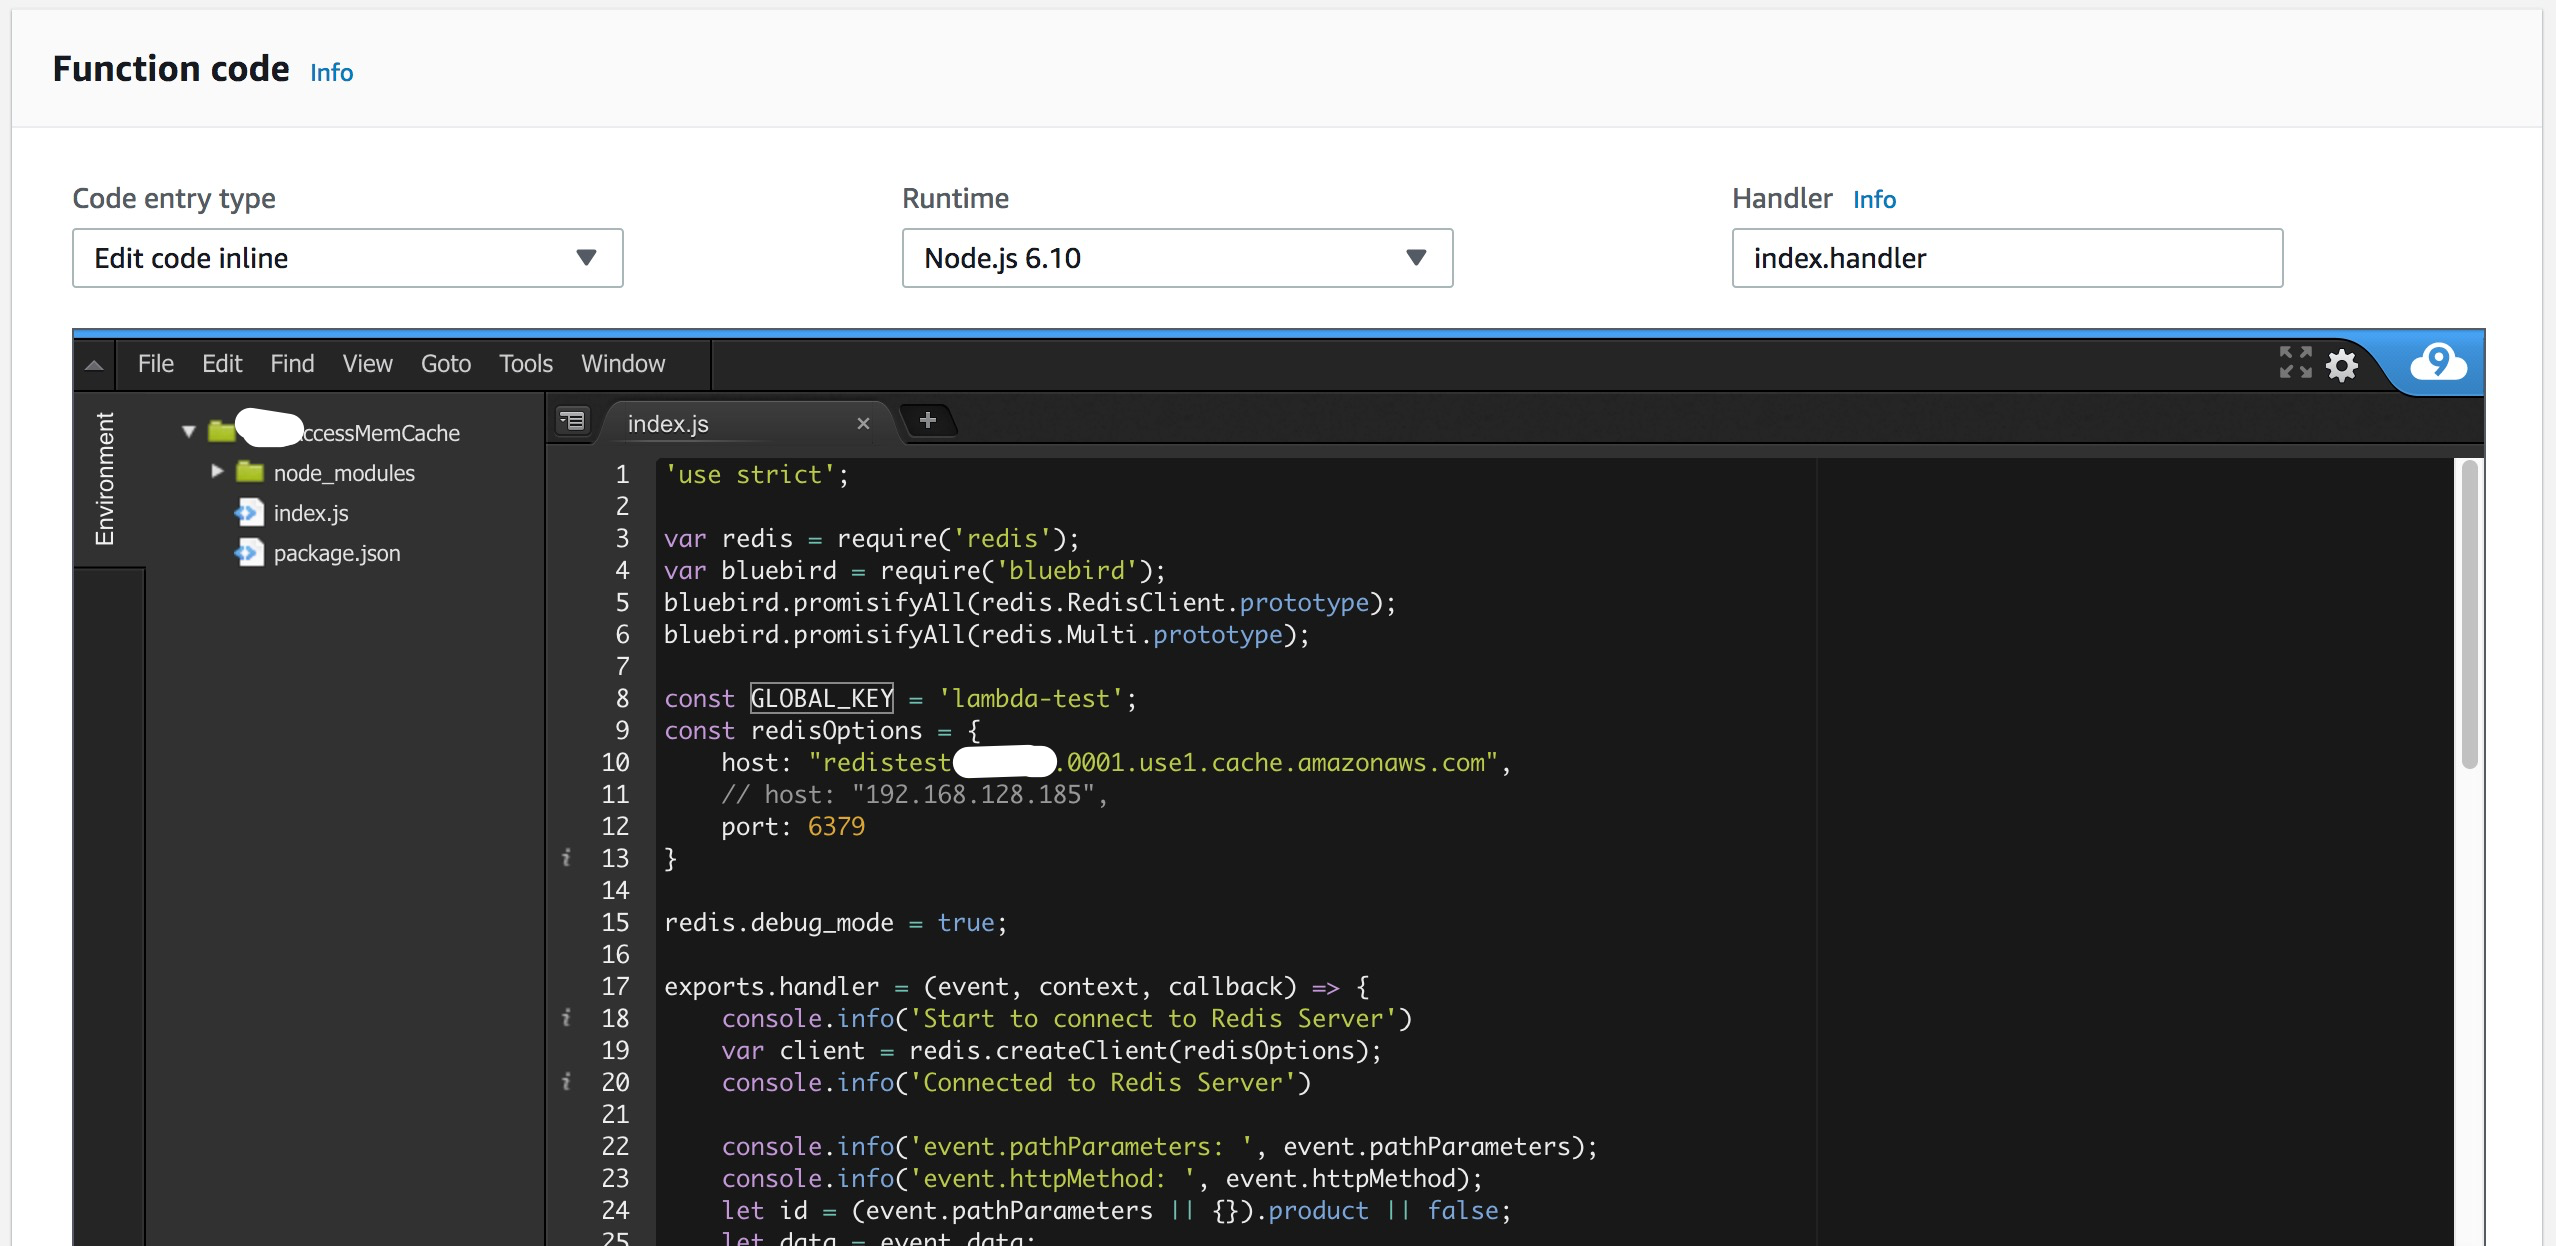 Function code Info
Code entry type
Runtime
Handler Info
Edit code inline
Node.js 6.10
index.handler
File Edit Find View Goto Tools Window
9
Environment
ccessMemCache
node_modules
index.js
package.json
index.js
1 'use strict';
2
3 var redis = require('redis');
4 var bluebird = require('bluebird');
5 bluebird.promisifyAll(redis.RedisClient.prototype);
6 bluebird.promisifyAll(redis.Multi.prototype);
7
8 const GLOBAL_KEY = 'lambda-test';
9 const redisOptions = {
10 host: "redistest .0001.use1.cache.amazonaws.com",
11 // host: "192.168.128.185",
12 port: 6379
13 }
14
15 redis.debug_mode = true;
16
17 exports.handler = (event, context, callback) => {
18 console.info('Start to connect to Redis Server')
19 var client = redis.createClient(redisOptions);
20 console.info('Connected to Redis Server')
21
22 console.info('event.pathParameters: ', event.pathParameters);
23 console.info('event.httpMethod: ', event.httpMethod);
24 let id = (event.pathParameters || {}).product || false;
25 let data = event.data;